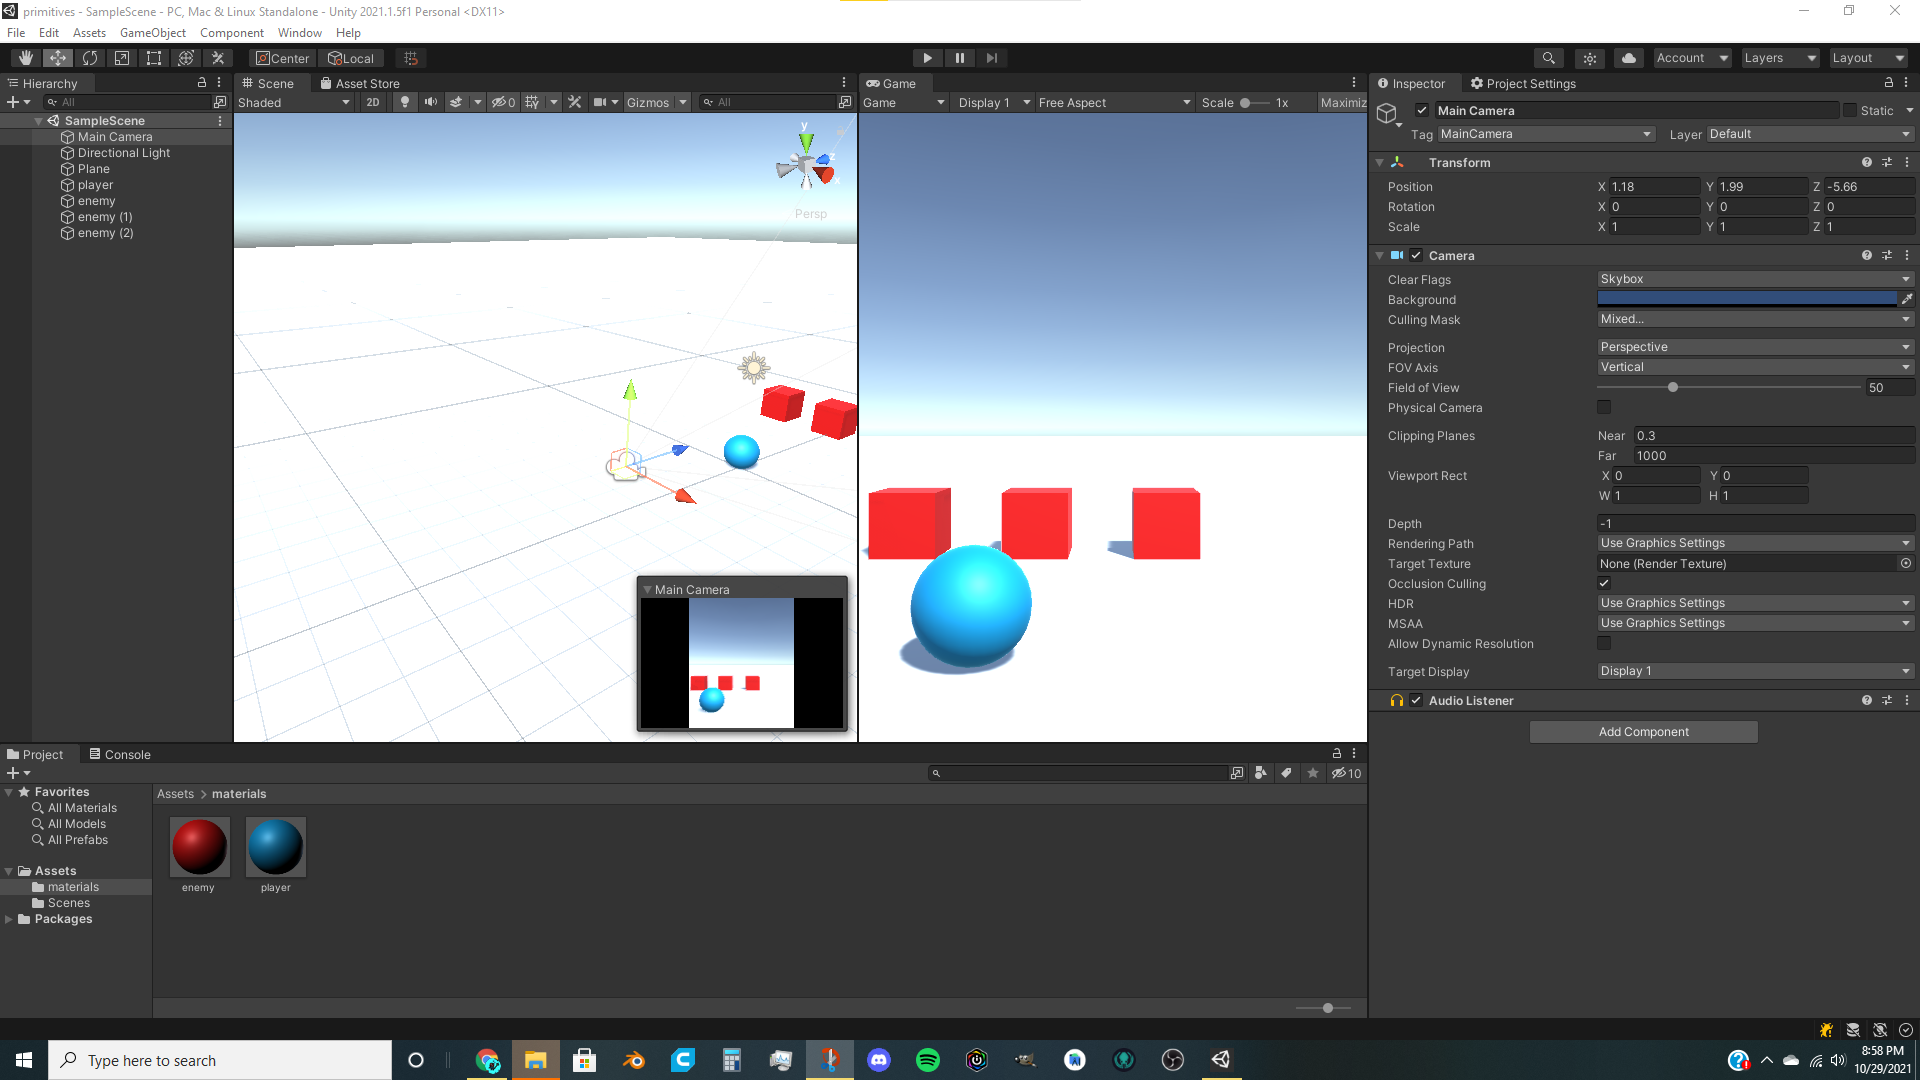 primitives - SampleScene - PC, Mac & Linux Standalone - Unity 2021.1.5f1 Personal <DX11>
File Edit Assets GameObject Component Window Help
Center Local Account Layers Layout
Hierarchy
All
SampleScene
Main Camera
Directional Light
Plane
player
enemy
enemy (1)
enemy (2)
Scene Asset Store
Shaded 2D 0 Gizmos All
y
z
x
Persp
Main Camera
Game
Game Display 1 Free Aspect Scale 1x Maximiz
Inspector Project Settings
Main Camera Static
Tag MainCamera Layer Default
Transform
Position X 1.18 Y 1.99 Z -5.66
Rotation X 0 Y 0 Z 0
Scale X 1 Y 1 Z 1
Camera
Clear Flags Skybox
Background
Culling Mask Mixed...
Projection Perspective
FOV Axis Vertical
Field of View 50
Physical Camera
Clipping Planes Near 0.3
Far 1000
Viewport Rect X 0 Y 0
W 1 H 1
Depth -1
Rendering Path Use Graphics Settings
Target Texture None (Render Texture)
Occlusion Culling
HDR Use Graphics Settings
MSAA Use Graphics Settings
Allow Dynamic Resolution
Target Display Display 1
Audio Listener
Add Component
Project Console
10
Favorites
All Materials
All Models
All Prefabs
Assets
materials
Scenes
Packages
Assets > materials
enemy player
Type here to search
8:58 PM
10/29/2021